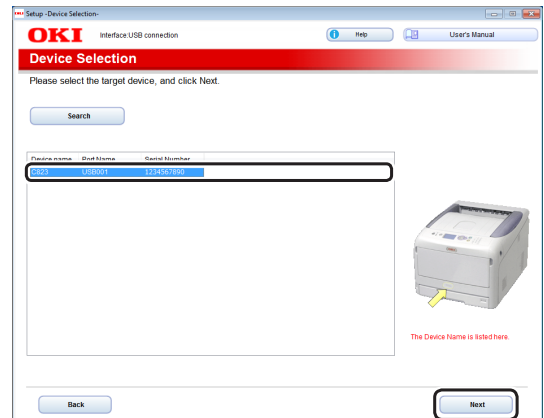 OKI Setup -Device Selection-
OKI Interface:USB connection Help User's Manual
Device Selection
Please select the target device, and click Next.
Search
Device name Port Name Serial Number
C823 USB001 1234567890
The Device Name is listed here.
Back Next